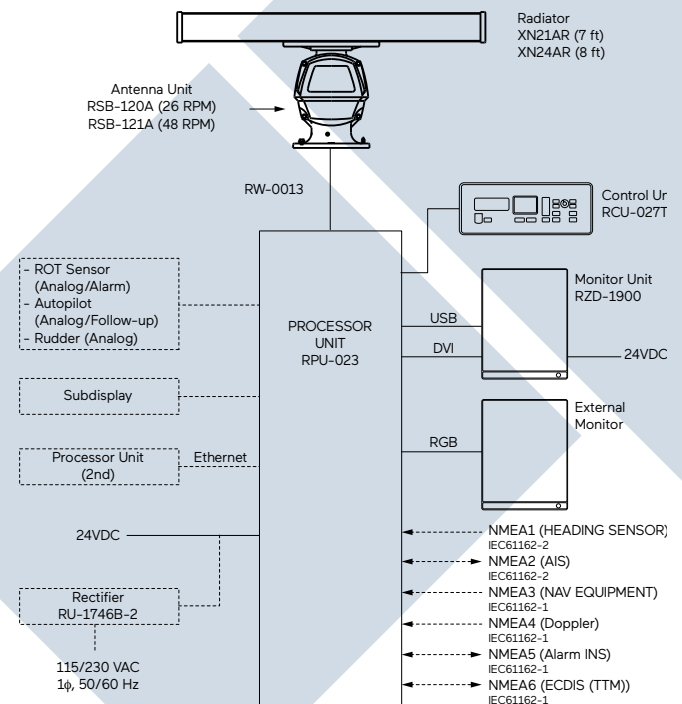 Radiator
XN21AR (7 ft)
XN24AR (8 ft)
Antenna Unit
RSB-120A (26 RPM)
RSB-121A (48 RPM)
RW-0013
Control Ur
RCU-027T
- ROT Sensor
(Analog/Alarm)
- Autopilot
(Analog/Follow-up)
- Rudder (Analog)
PROCESSOR
UNIT
RPU-023
Monitor Unit
RZD-1900
USB
DVI
24VDC
Subdisplay
External
Monitor
RGB
Processor Unit
(2nd)
Ethernet
24VDC
NMEA1 (HEADING SENSOR)
IEC61162-2
NMEA2 (AIS)
IEC61162-2
NMEA3 (NAV EQUIPMENT)
IEC61162-1
NMEA4 (Doppler)
IEC61162-1
NMEA5 (Alarm INS)
IEC61162-1
NMEA6 (ECDIS (TTM))
IEC61162-1
Rectifier
RU-1746B-2
115/230 VAC
1ϕ, 50/60 Hz